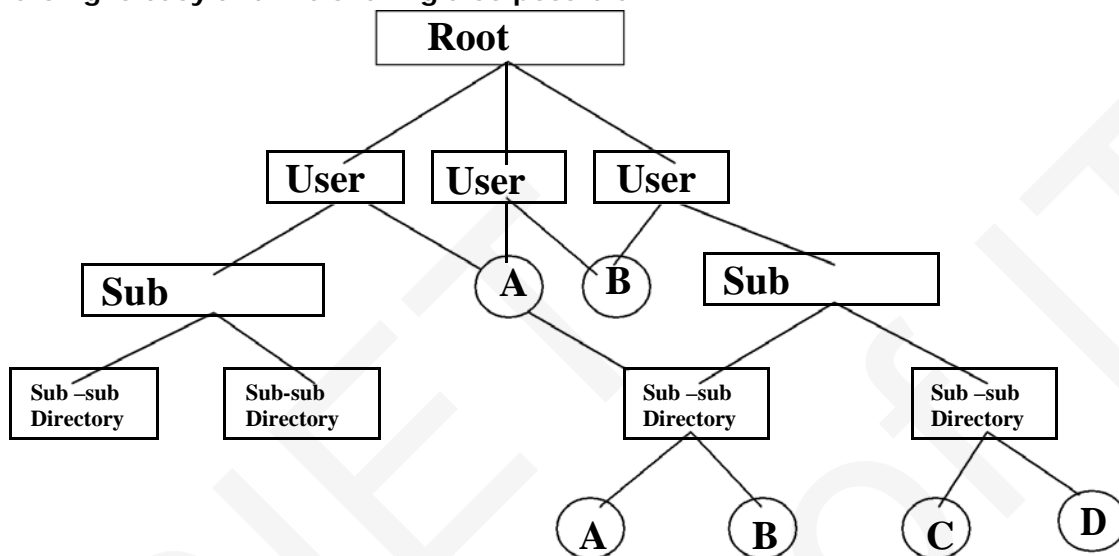 Root
User
User
User
Sub
A
B
Sub
Sub –sub
Directory
Sub-sub
Directory
Sub –sub
Directory
Sub –sub
Directory
A
B
C
D